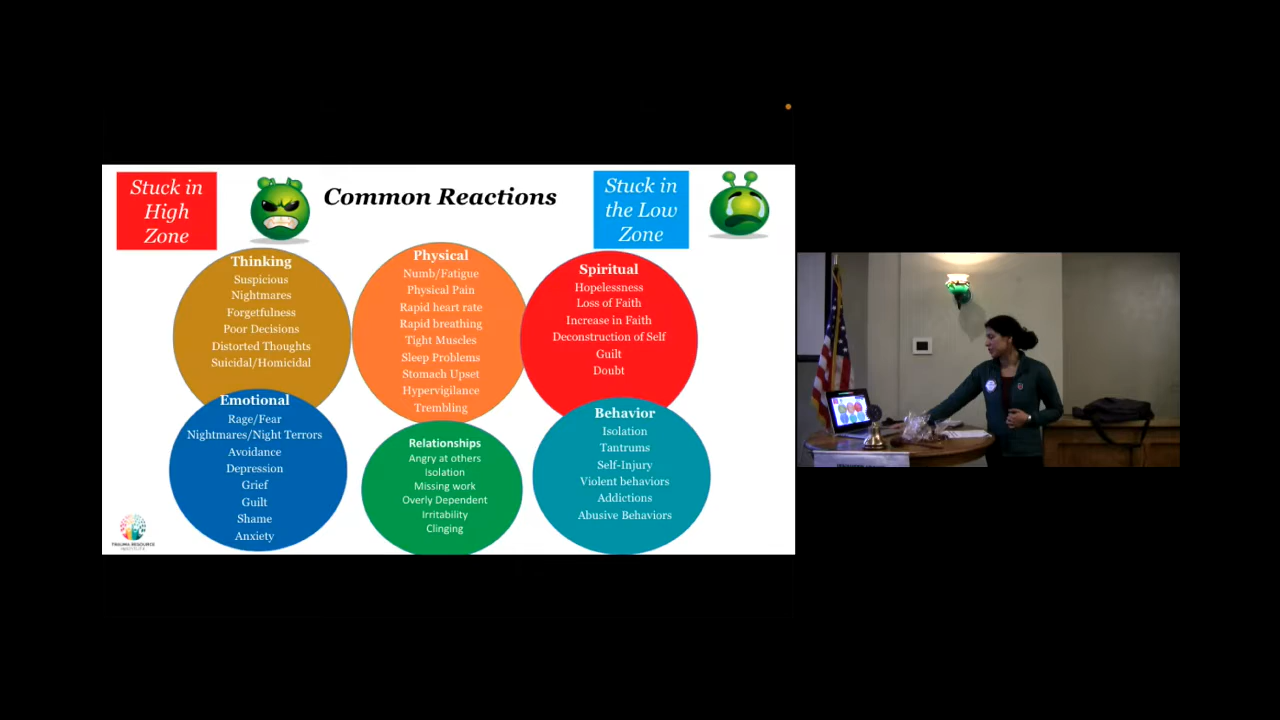 Stuck in
High
Zone
Common Reactions
Stuck in
the Low
Zone
Thinking
Suspicious
Nightmares
Forgetfulness
Poor Decisions
Distorted Thoughts
Suicidal/Homicidal
Physical
Numb/Fatigue
Physical Pain
Rapid heart rate
Rapid breathing
Tight Muscles
Sleep Problems
Stomach Upset
Hypervigilance
Trembling
Spiritual
Hopelessness
Loss of Faith
Increase in Faith
Deconstruction of Self
Guilt
Doubt
Emotional
Rage/Fear
Nightmares/Night Terrors
Avoidance
Depression
Grief
Guilt
Shame
Anxiety
Relationships
Angry at others
Isolation
Missing work
Overly Dependent
Irritability
Clinging
Behavior
Isolation
Tantrums
Self-Injury
Violent behaviors
Addictions
Abusive Behaviors
TRAUMA RESOURCE
INSTITUTE